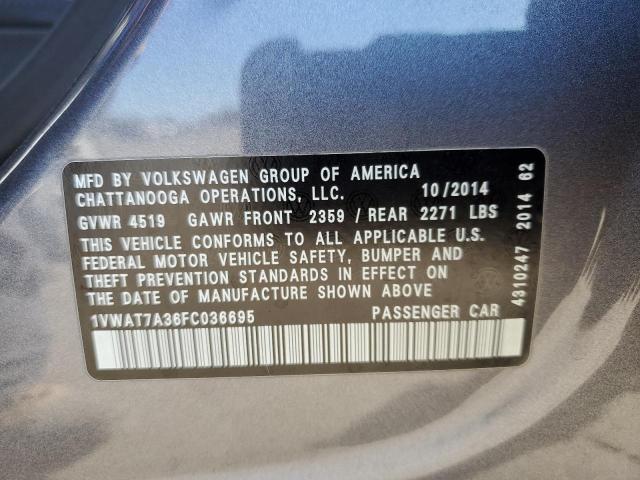 MFD BY VOLKSWAGEN GROUP OF AMERICA
CHATTANOOGA OPERATIONS, LLC. 10/2014
GVWR 4519 GAWR FRONT 2359 / REAR 2271 LBS
THIS VEHICLE CONFORMS TO ALL APPLICABLE U.S.
FEDERAL MOTOR VEHICLE SAFETY, BUMPER AND
THEFT PREVENTION STANDARDS IN EFFECT ON
THE DATE OF MANUFACTURE SHOWN ABOVE
1VWAT7A36FC036695 PASSENGER CAR
A310247 2014 62